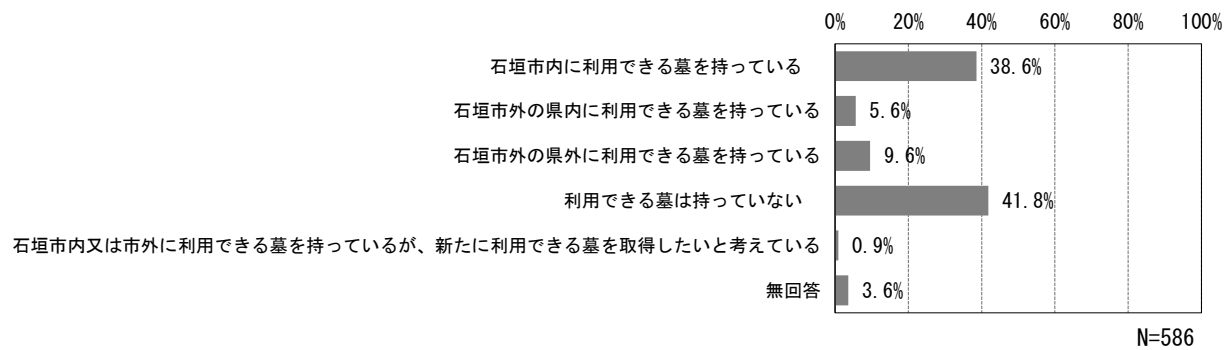 0% 20% 40% 60% 80% 100%
石垣市内に利用できる墓を持っている 38.6%
石垣市外の県内に利用できる墓を持っている 5.6%
石垣市外の県外に利用できる墓を持っている 9.6%
利用できる墓は持っていない 41.8%
石垣市内又は市外に利用できる墓を持っているが、新たに利用できる墓を取得したいと考えている 0.9%
無回答 3.6%
N=586